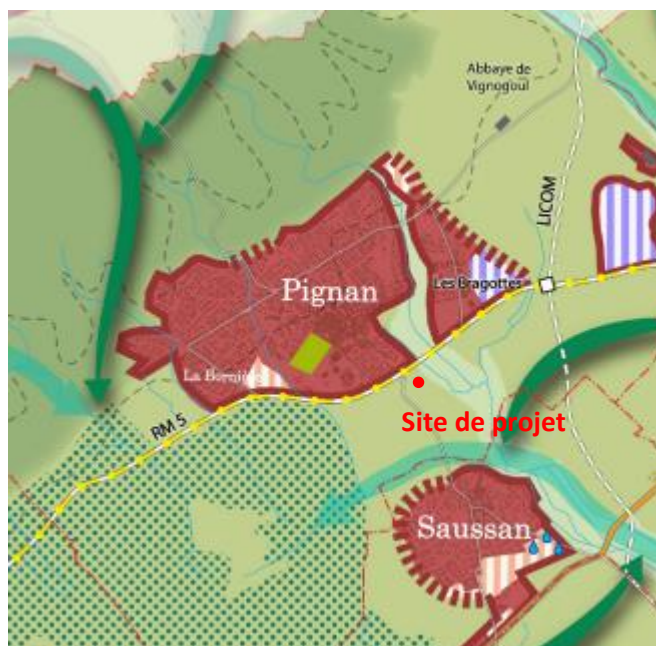 Abbaye de
Vignogoul
LICOM
Pignan
Les Bragottes
La Bornière
RM 5
Site de projet
Saussan